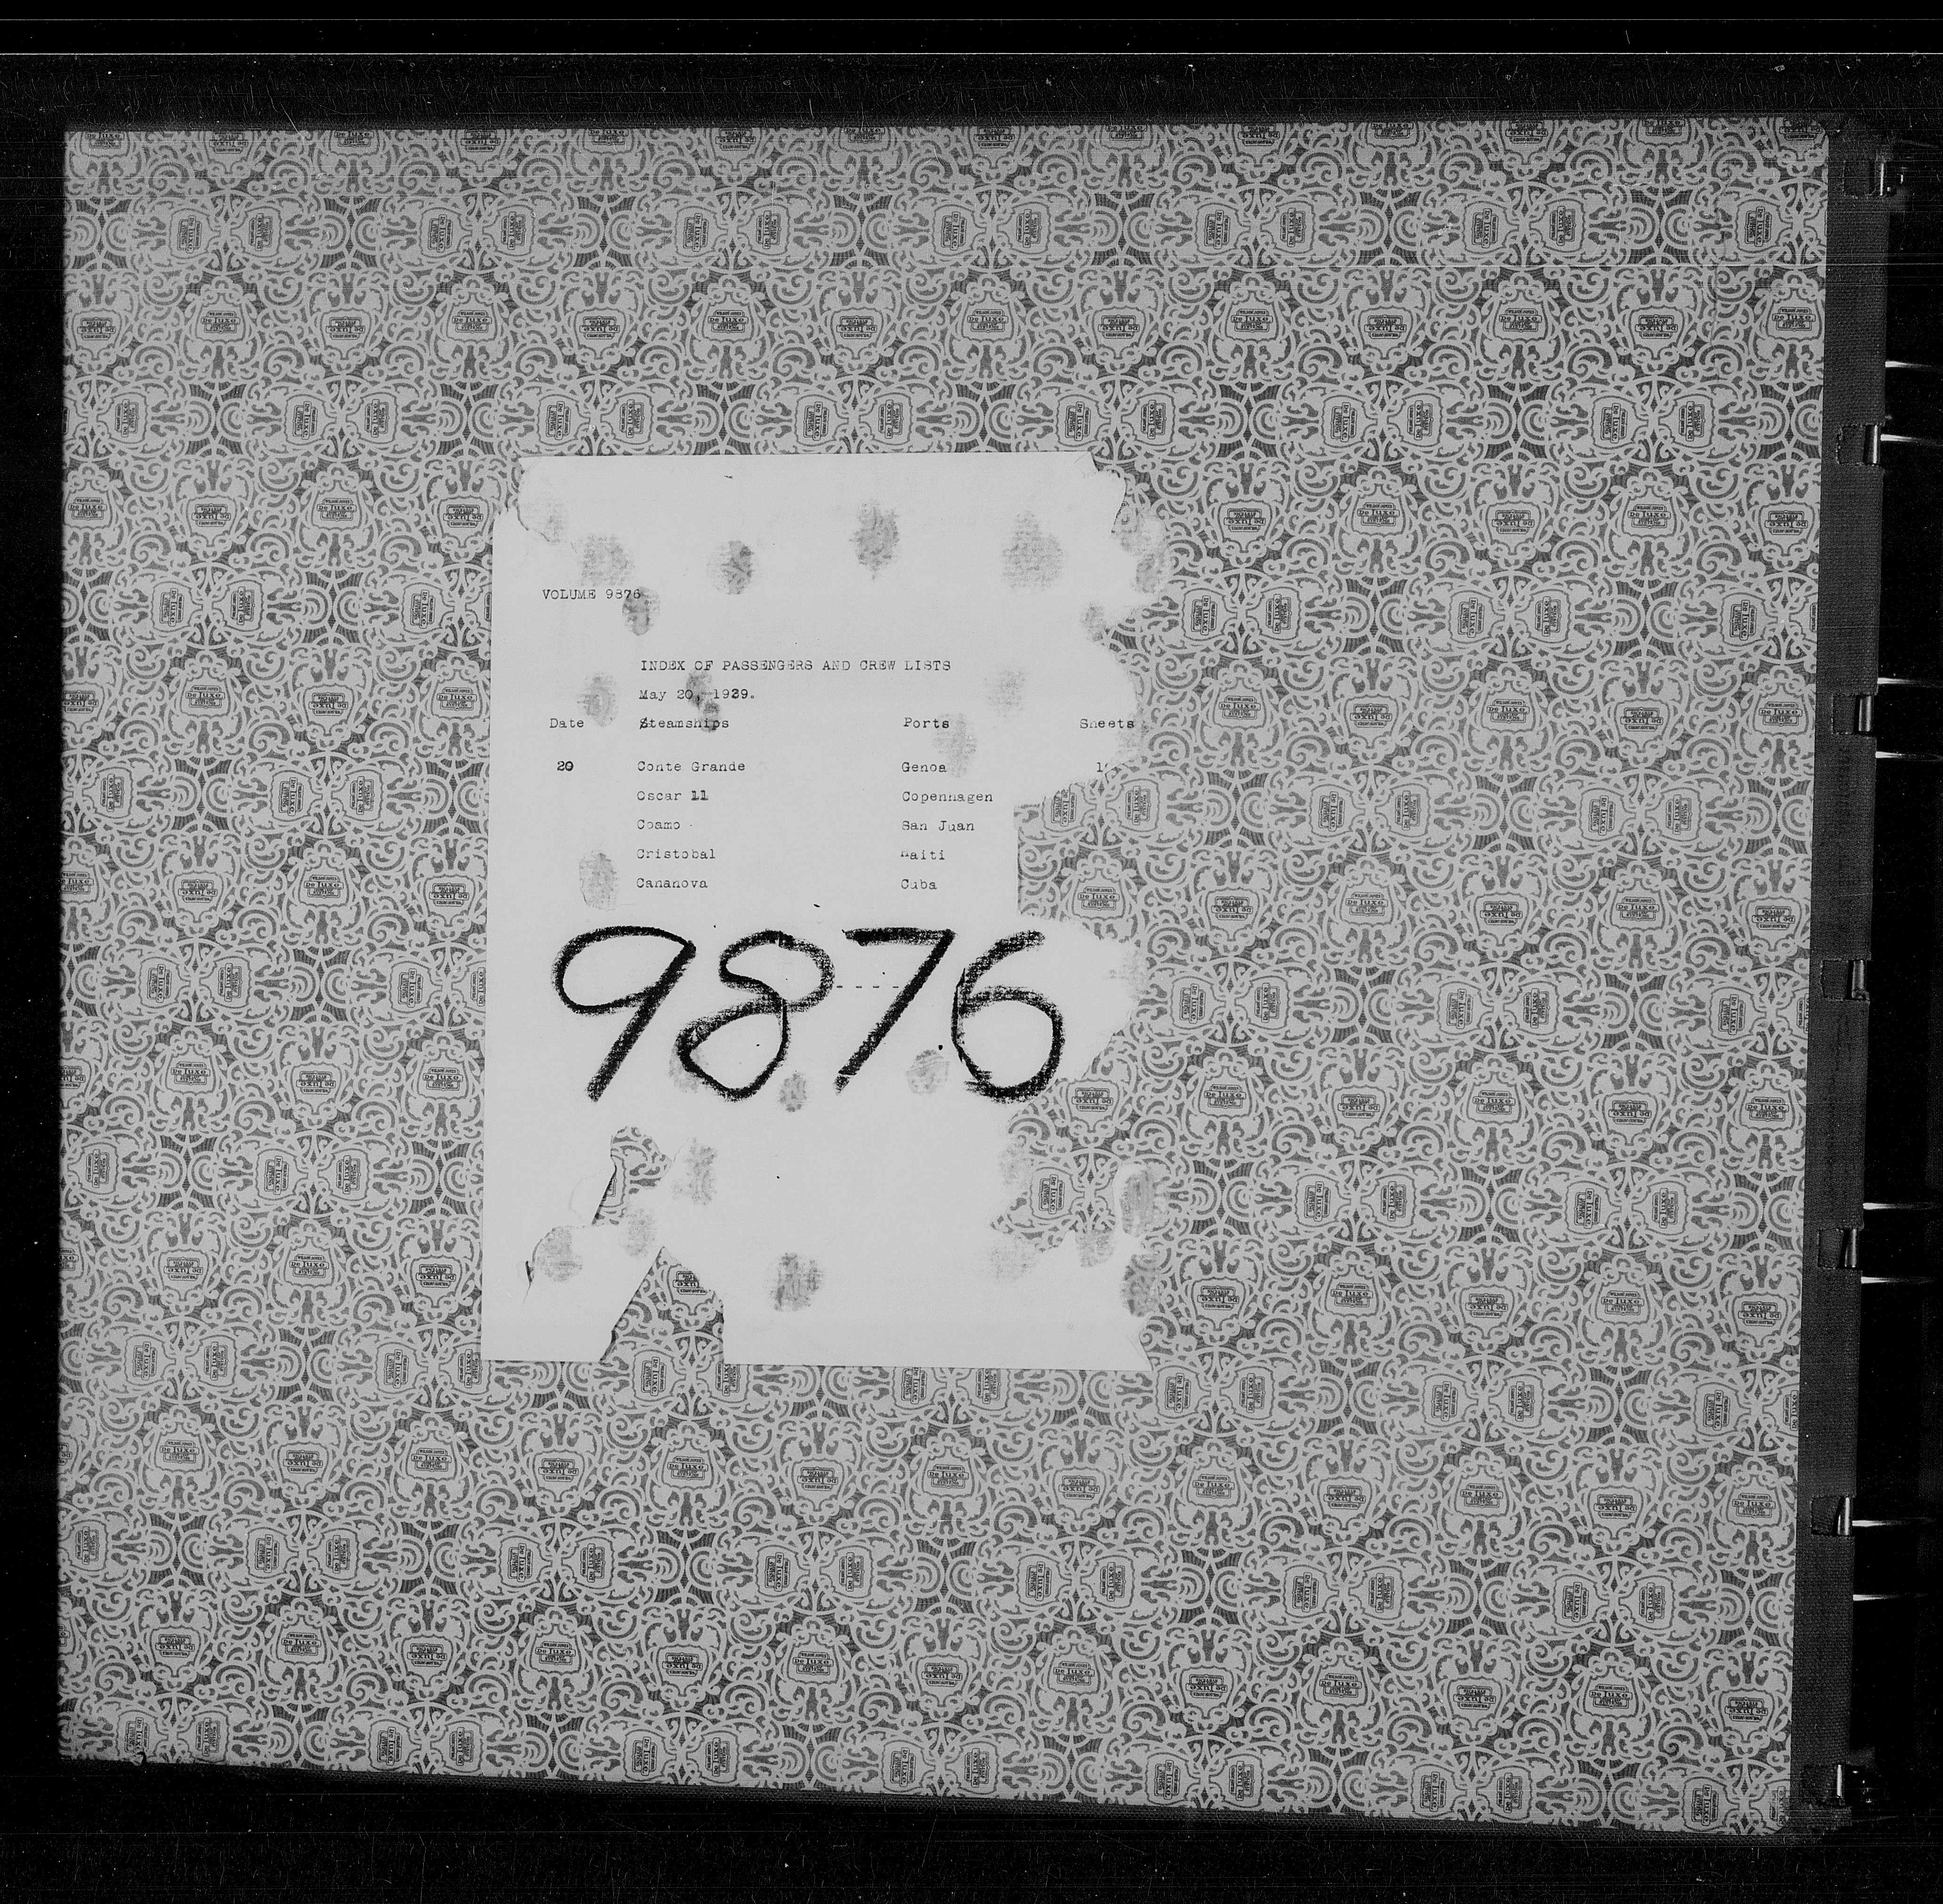 VOLUME 9876
INDEX OF PASSENGERS AND CREW LISTS
May 20, 1939.
Date Steamships Ports Sheets
20 Conte Grande Genoa
Oscar 11 Copenhagen
Coamo San Juan
Cristobal Haiti
Cananova Cuba
9876